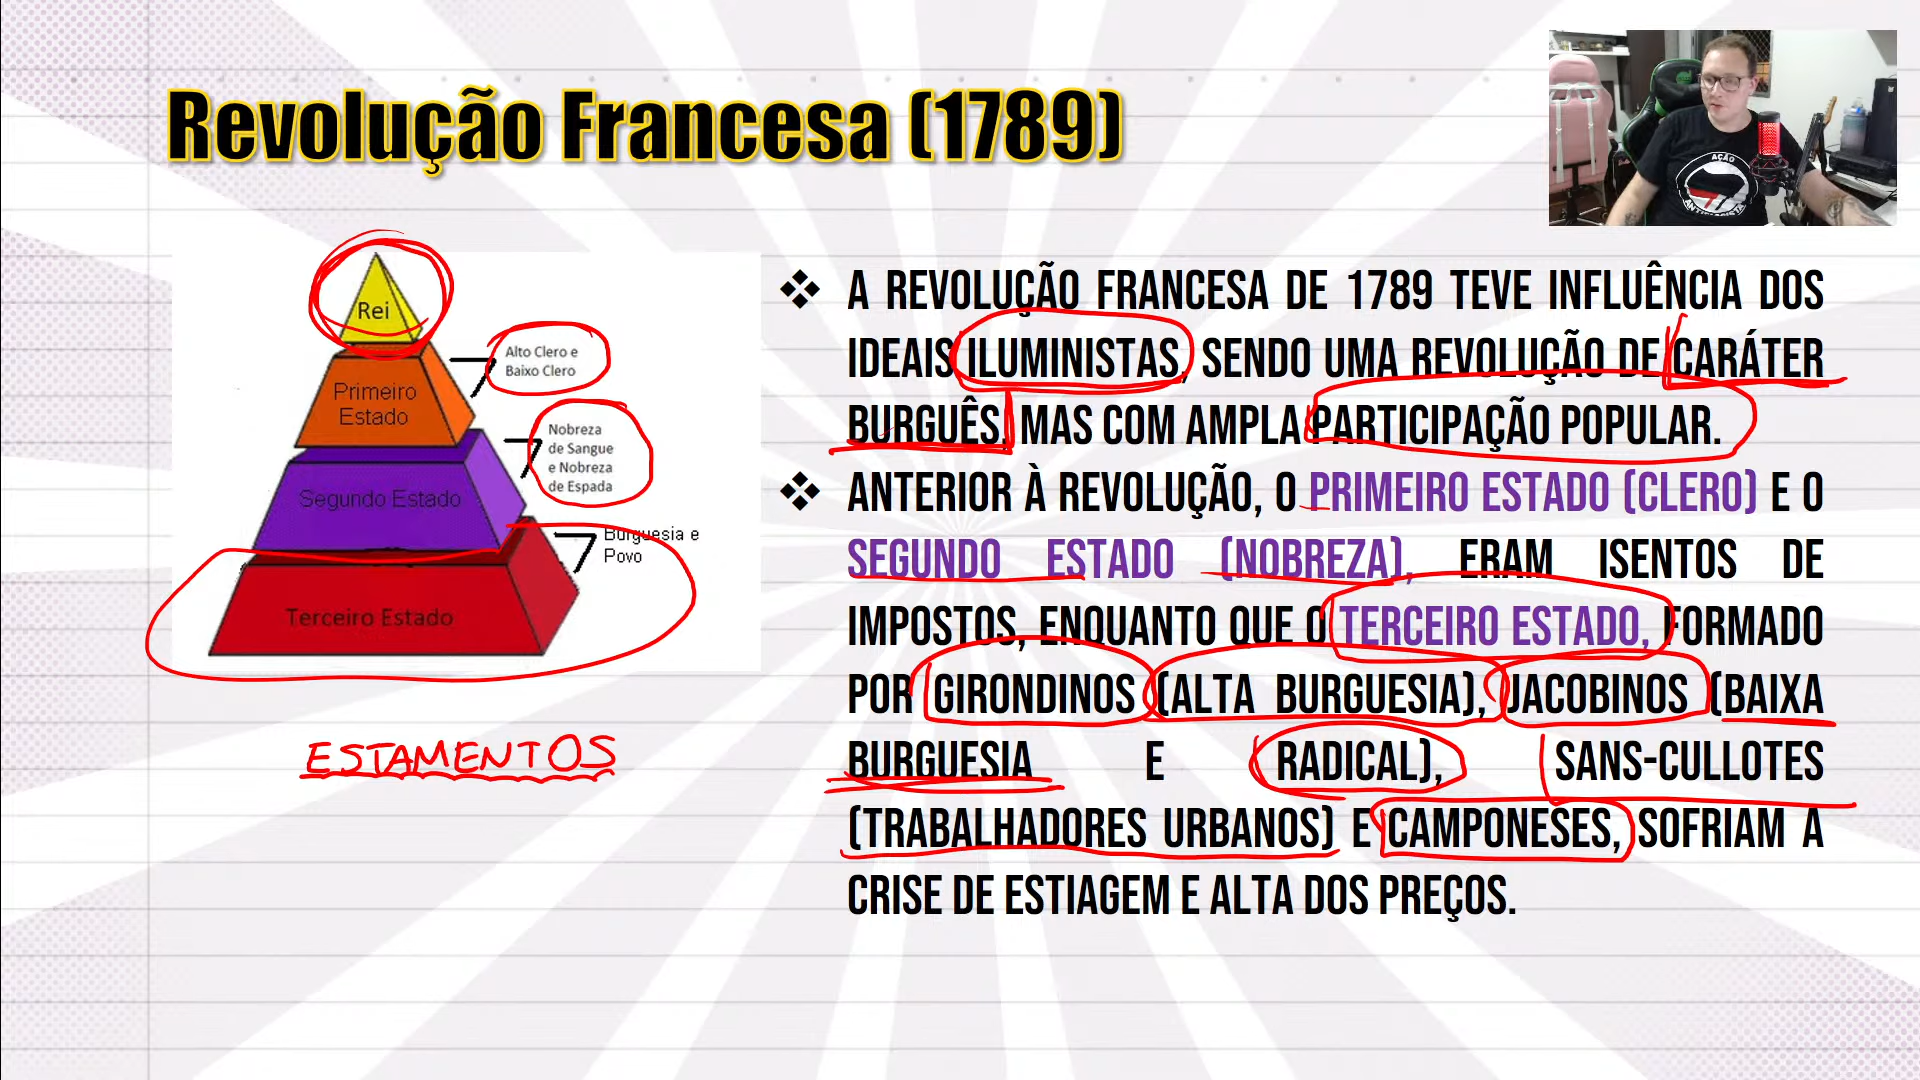 Revolução Francesa (1789)
Rei
Alto Clero e
Baixo Clero
Primeiro
Estado
Nobreza
de Sangue
e Nobreza
de Espada
Segundo Estado
Burguesia e
Povo
Terceiro Estado
ESTAMENTOS
A REVOLUÇÃO FRANCESA DE 1789 TEVE INFLUÊNCIA DOS
IDEAIS ILUMINISTAS, SENDO UMA REVOLUÇÃO DE CARÁTER
BURGUÊS, MAS COM AMPLA PARTICIPAÇÃO POPULAR.
ANTERIOR À REVOLUÇÃO, O PRIMEIRO ESTADO (CLERO) E O
SEGUNDO ESTADO (NOBREZA), ERAM ISENTOS DE
IMPOSTOS, ENQUANTO QUE O TERCEIRO ESTADO, FORMADO
POR GIRONDINOS (ALTA BURGUESIA), JACOBINOS (BAIXA
BURGUESIA E RADICAL), SANS-CULLOTES
(TRABALHADORES URBANOS) E CAMPONESES, SOFRIAM A
CRISE DE ESTIAGEM E ALTA DOS PREÇOS.
AÇÃO